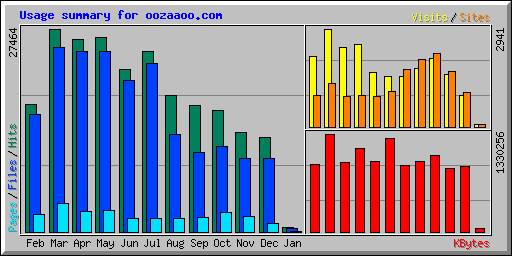 Usage summary for oozaaoo.com
Visits/Sites
27464
2941
Pages/Files/Hits
1330256
Feb Mar Apr May Jun Jul Aug Sep Oct Nov Dec Jan
KBytes